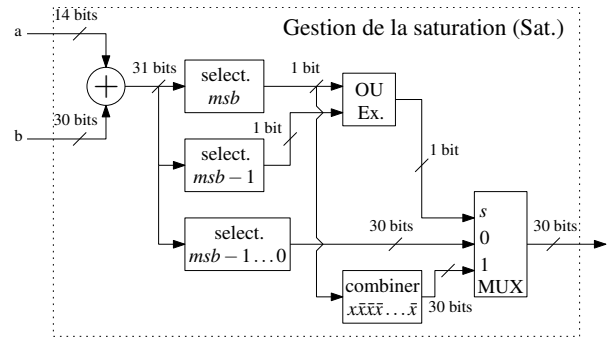 Gestion de la saturation (Sat.)
14 bits
a
30 bits
b
31 bits
select.
msb
1 bit
OU
Ex.
select.
msb − 1
1 bit
1 bit
select.
msb − 1 … 0
30 bits
s
0
1
MUX
30 bits
combiner
xx̄x̄x̄…x̄
30 bits